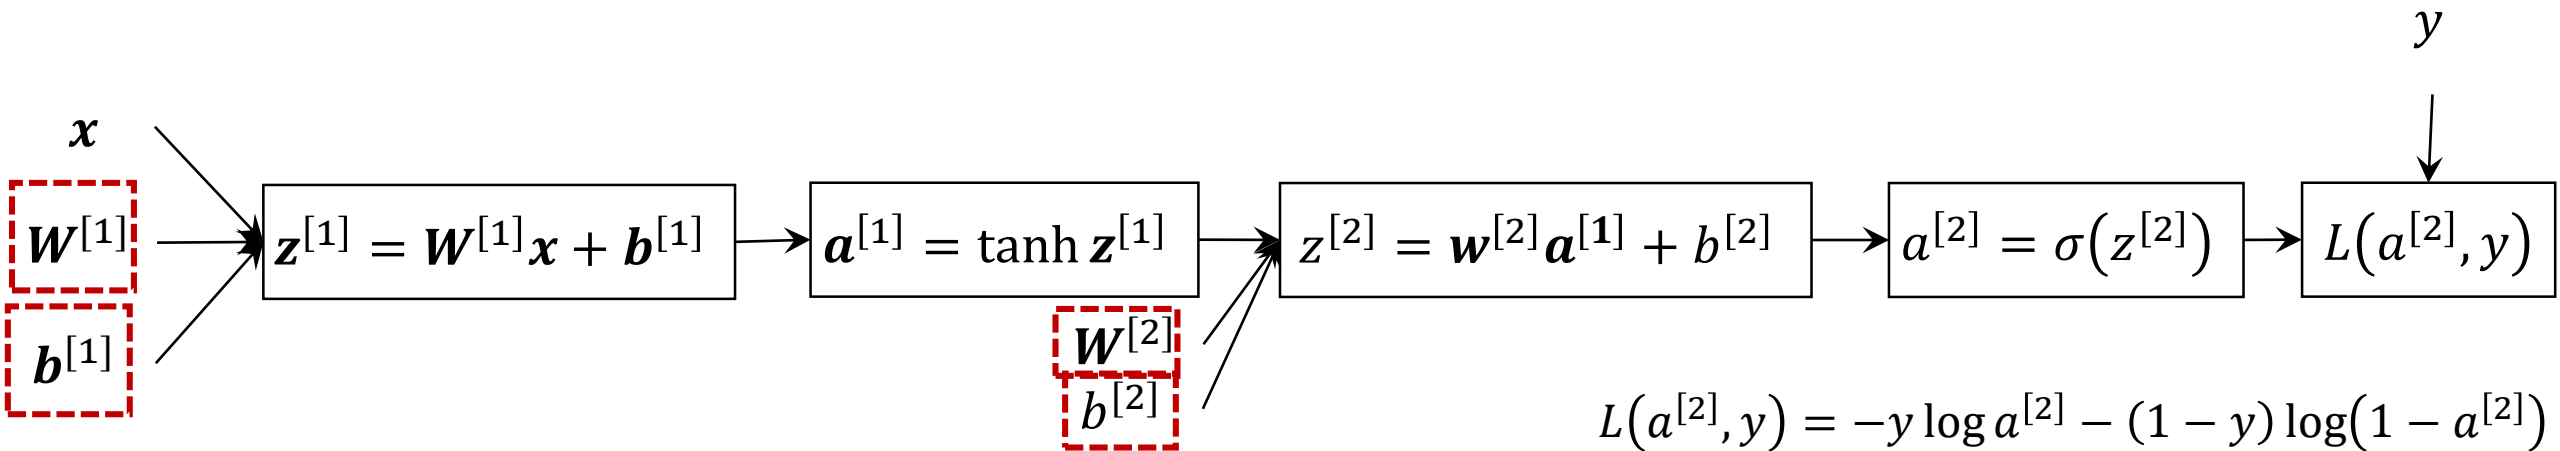 y
x
W^[1]
b^[1]
z^[1] = W^[1]x + b^[1]
a^[1] = tanh z^[1]
W^[2]
b^[2]
z^[2] = w^[2]a^[1] + b^[2]
a^[2] = σ(z^[2])
L(a^[2], y)
L(a^[2], y) = −y log a^[2] − (1 − y) log(1 − a^[2])